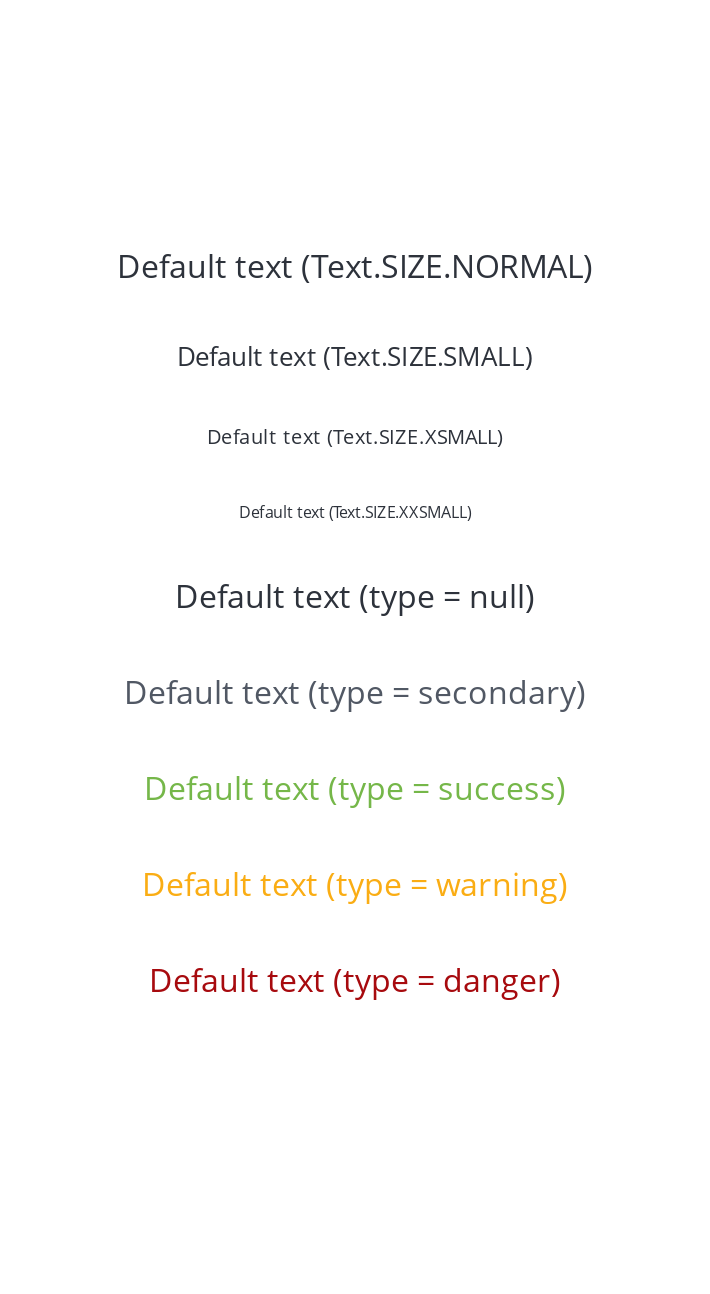 Default text (Text.SIZE.NORMAL)
Default text (Text.SIZE.SMALL)
Default text (Text.SIZE.XSMALL)
Default text (Text.SIZE.XXSMALL)
Default text (type = null)
Default text (type = secondary)
Default text (type = success)
Default text (type = warning)
Default text (type = danger)